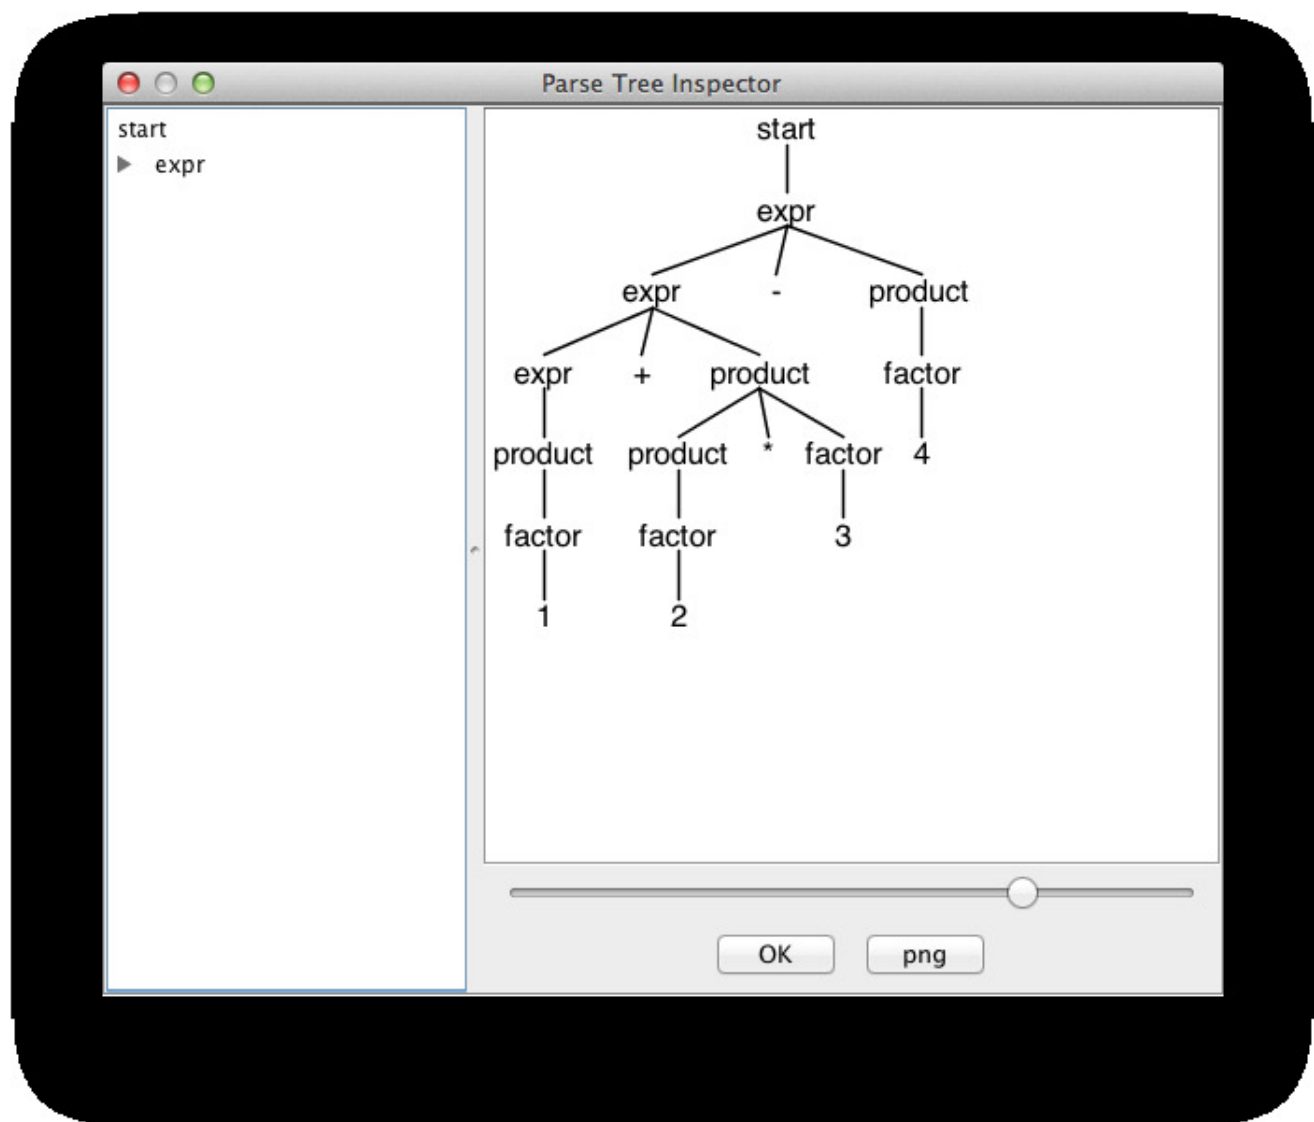 Parse Tree Inspector
start
expr
start
expr
expr - product
expr + product factor
product product * factor 4
factor factor 3
1 2
OK png